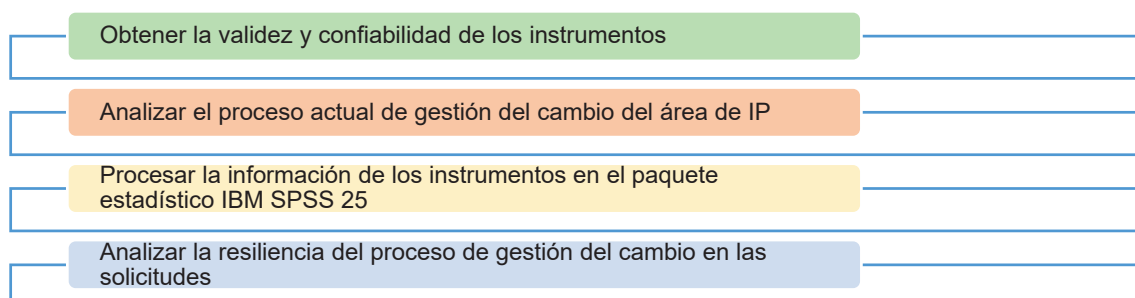 Obtener la validez y confiabilidad de los instrumentos
Analizar el proceso actual de gestión del cambio del área de IP
Procesar la información de los instrumentos en el paquete
estadístico IBM SPSS 25
Analizar la resiliencia del proceso de gestión del cambio en las
solicitudes